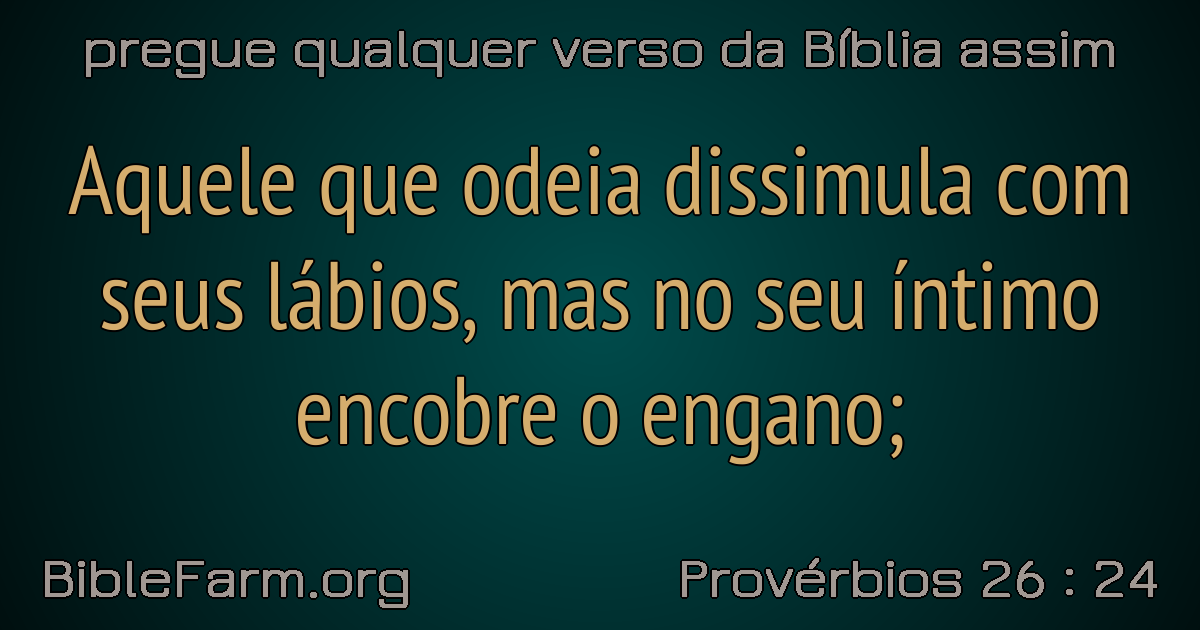 pregue qualquer verso da Bíblia assim
Aquele que odeia dissimula com
seus lábios, mas no seu íntimo
encobre o engano;
BibleFarm.org
Provérbios 26 : 24